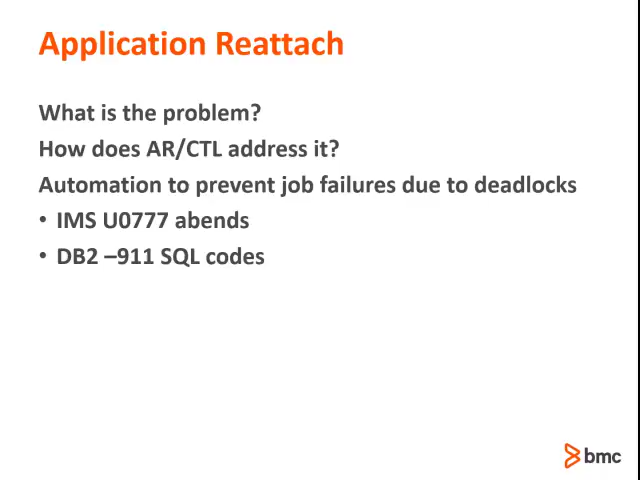 Application Reattach
What is the problem?
How does AR/CTL address it?
Automation to prevent job failures due to deadlocks
• IMS U0777 abends
• DB2 –911 SQL codes
bmc